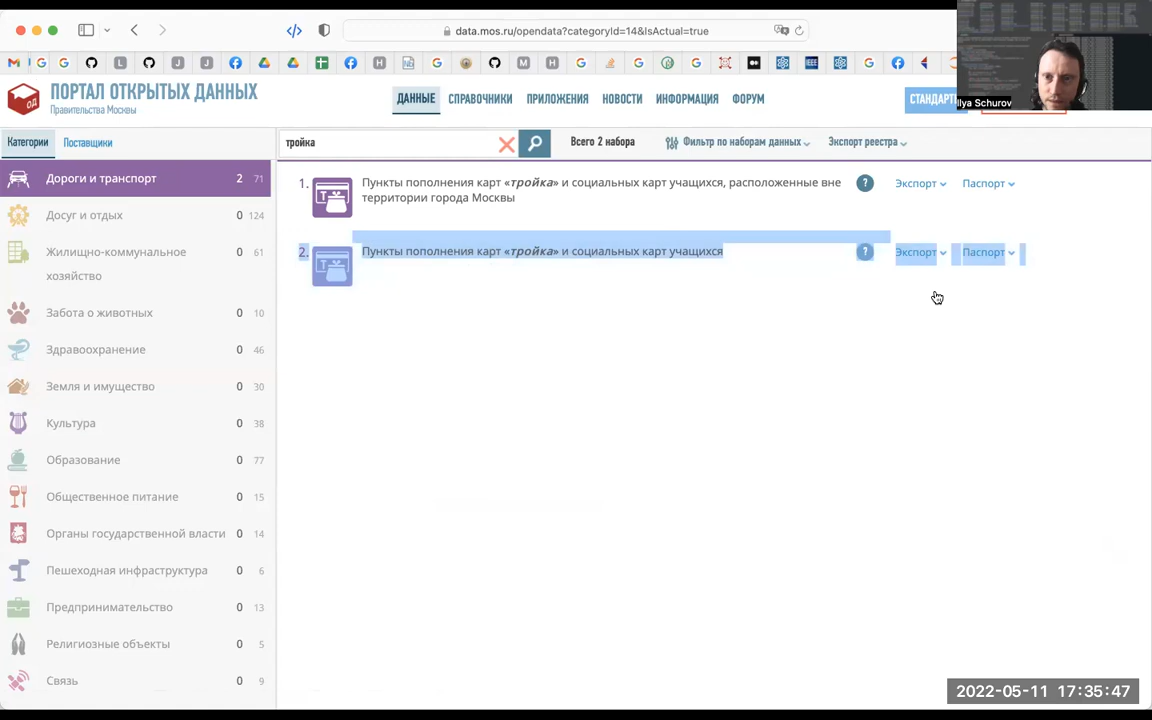 data.mos.ru/opendata?categoryId=14&IsActual=true
Ilya Schurov
ОД
ПОРТАЛ ОТКРЫТЫХ ДАННЫХ
Правительства Москвы
ДАННЫЕ
СПРАВОЧНИКИ
ПРИЛОЖЕНИЯ
НОВОСТИ
ИНФОРМАЦИЯ
ФОРУМ
Категории
Поставщики
тройка
Всего 2 набора
Фильтр по наборам данных
Экспорт реестра
Дороги и транспорт 2 71
Досуг и отдых 0 124
Жилищно-коммунальное
хозяйство 0 61
Забота о животных 0 10
Здравоохранение 0 46
Земля и имущество 0 30
Культура 0 38
Образование 0 77
Общественное питание 0 15
Органы государственной власти 0 14
Пешеходная инфраструктура 0 6
Предпринимательство 0 13
Религиозные объекты 0 5
Связь 0 9
1. Пункты пополнения карт «тройка» и социальных карт учащихся, расположенные вне
территории города Москвы
? Экспорт Паспорт
2. Пункты пополнения карт «тройка» и социальных карт учащихся
? Экспорт Паспорт
2022-05-11 17:35:47